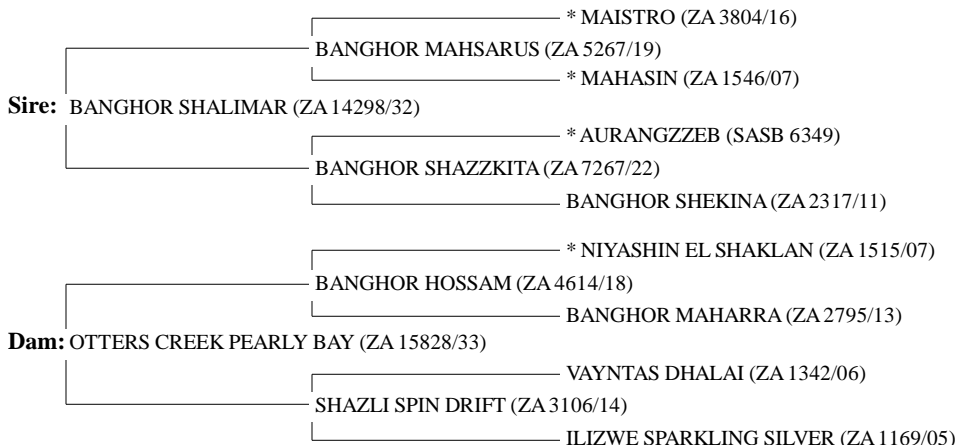 * MAISTRO (ZA 3804/16)
BANGHOR MAHSARUS (ZA 5267/19)
* MAHASIN (ZA 1546/07)
Sire: BANGHOR SHALIMAR (ZA 14298/32)
* AURANGZZEB (SASB 6349)
BANGHOR SHAZZKITA (ZA 7267/22)
BANGHOR SHEKINA (ZA 2317/11)
* NIYASHIN EL SHAKLAN (ZA 1515/07)
BANGHOR HOSSAM (ZA 4614/18)
BANGHOR MAHARRA (ZA 2795/13)
Dam: OTTERS CREEK PEARLY BAY (ZA 15828/33)
VAYNTAS DHALAI (ZA 1342/06)
SHAZLI SPIN DRIFT (ZA 3106/14)
ILIZWE SPARKLING SILVER (ZA 1169/05)